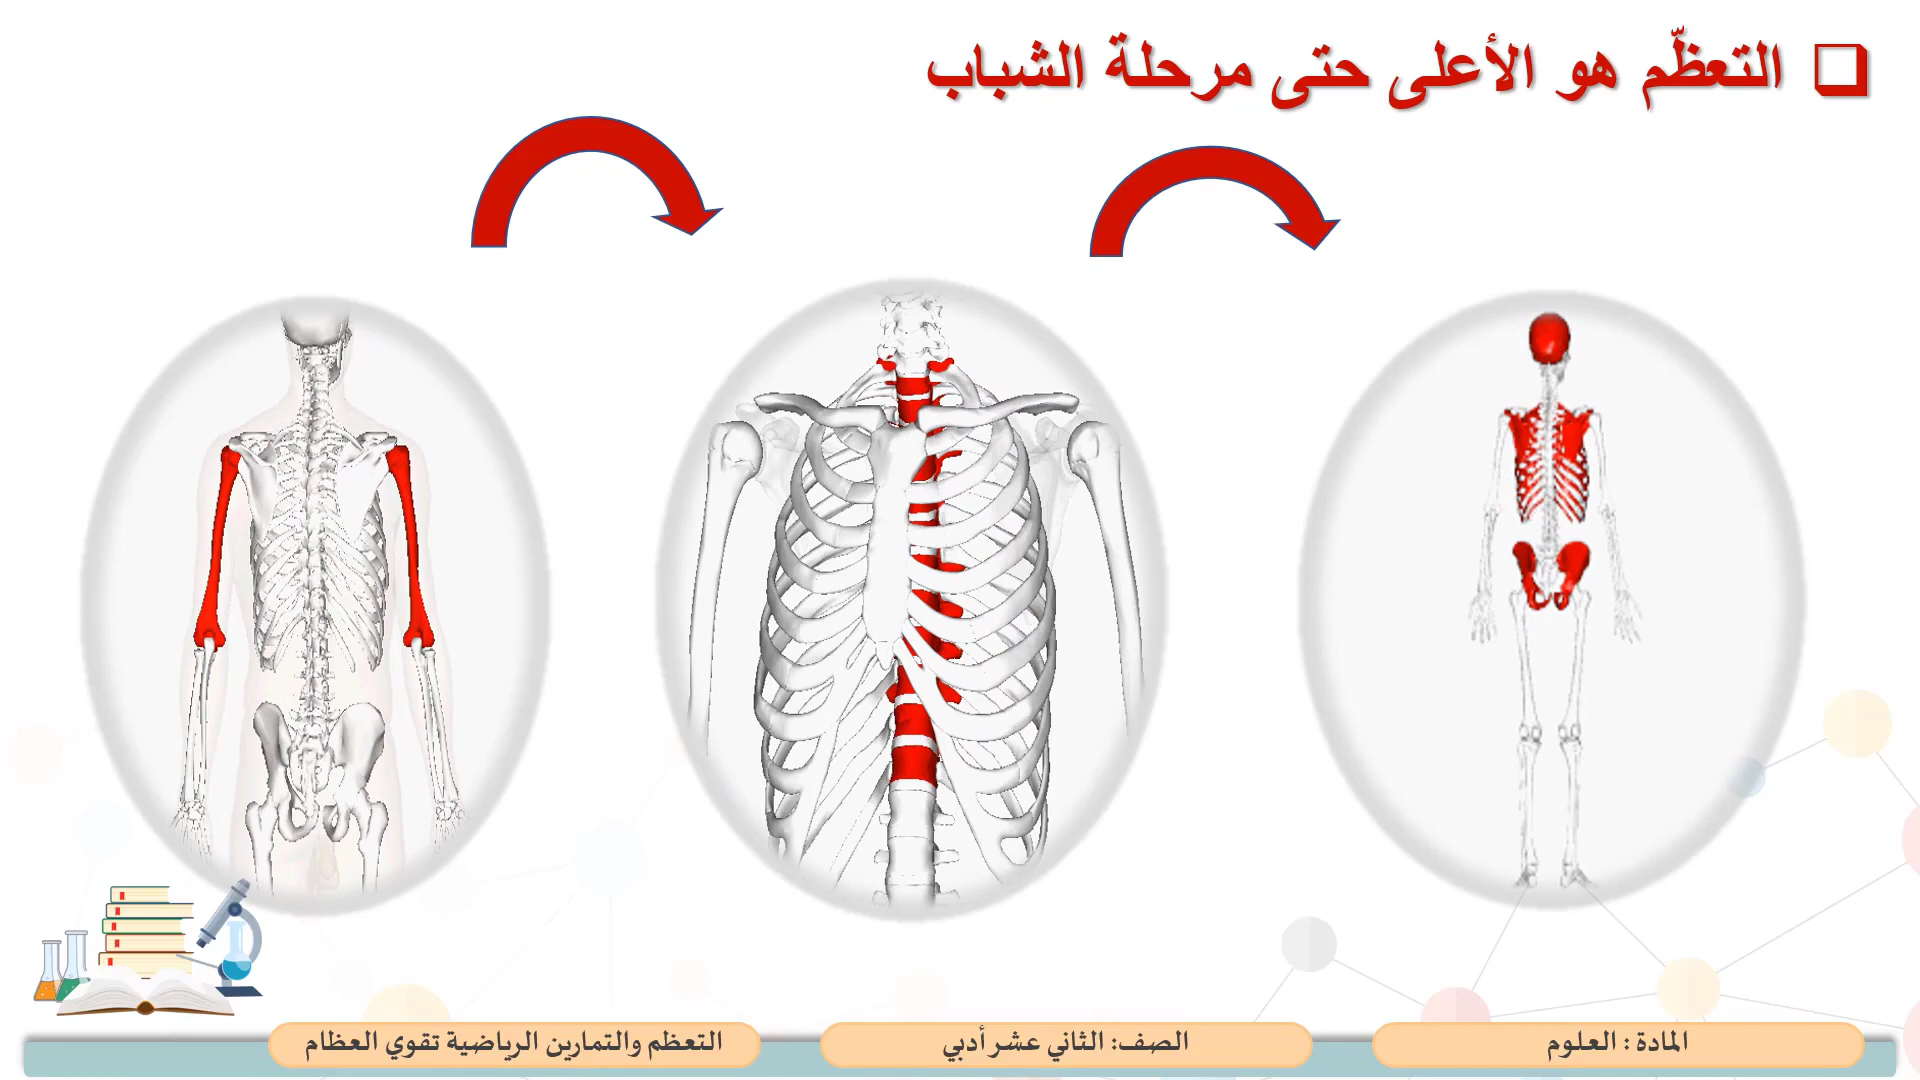 التعظّم هو الأعلى حتى مرحلة الشباب
المادة : العلوم
الصف: الثاني عشر أدبي
التعظم والتمارين الرياضية تقوي العظام